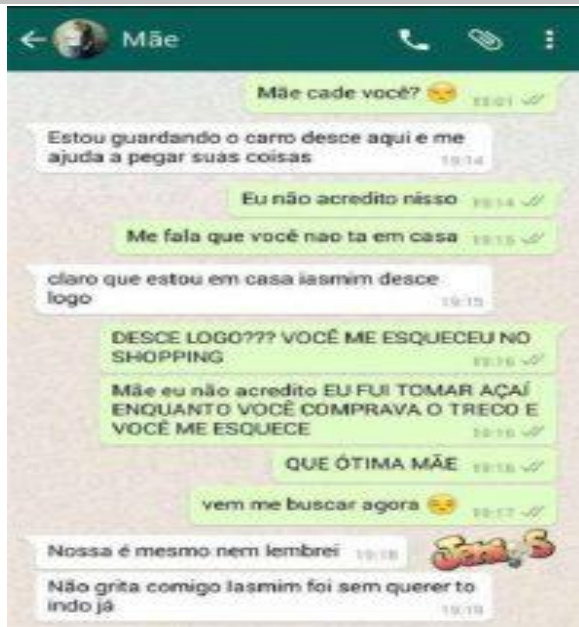 Mãe
Mãe cade você? 😒
Estou guardando o carro desce aqui e me
ajuda a pegar suas coisas
19:14
Eu não acredito nisso 19:14
Me fala que você nao ta em casa 19:15
claro que estou em casa iasmim desce
logo
19:15
DESCE LOGO??? VOCÊ ME ESQUECEU NO
SHOPPING
19:16
Mãe eu não acredito EU FUI TOMAR AÇAÍ
ENQUANTO VOCÊ COMPRAVA O TRECO E
VOCÊ ME ESQUECE
19:16
QUE ÓTIMA MÃE 19:16
vem me buscar agora 😒 19:17
Nossa é mesmo nem lembrei 19:18
Não grita comigo Iasmim foi sem querer to
indo já
19:19